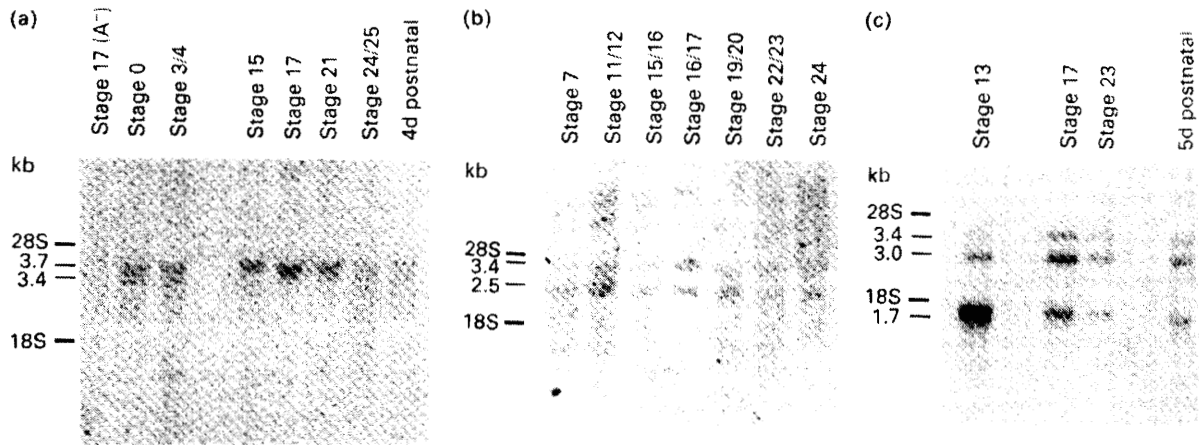 (a)
Stage 17 (A⁻)
Stage 0
Stage 3/4
Stage 15
Stage 17
Stage 21
Stage 24/25
4d postnatal
kb
28S
3.7
3.4
18S
(b)
Stage 7
Stage 11/12
Stage 15/16
Stage 16/17
Stage 19/20
Stage 22/23
Stage 24
kb
28S
3.4
2.5
18S
(c)
Stage 13
Stage 17
Stage 23
5d postnatal
kb
28S
3.4
3.0
18S
1.7